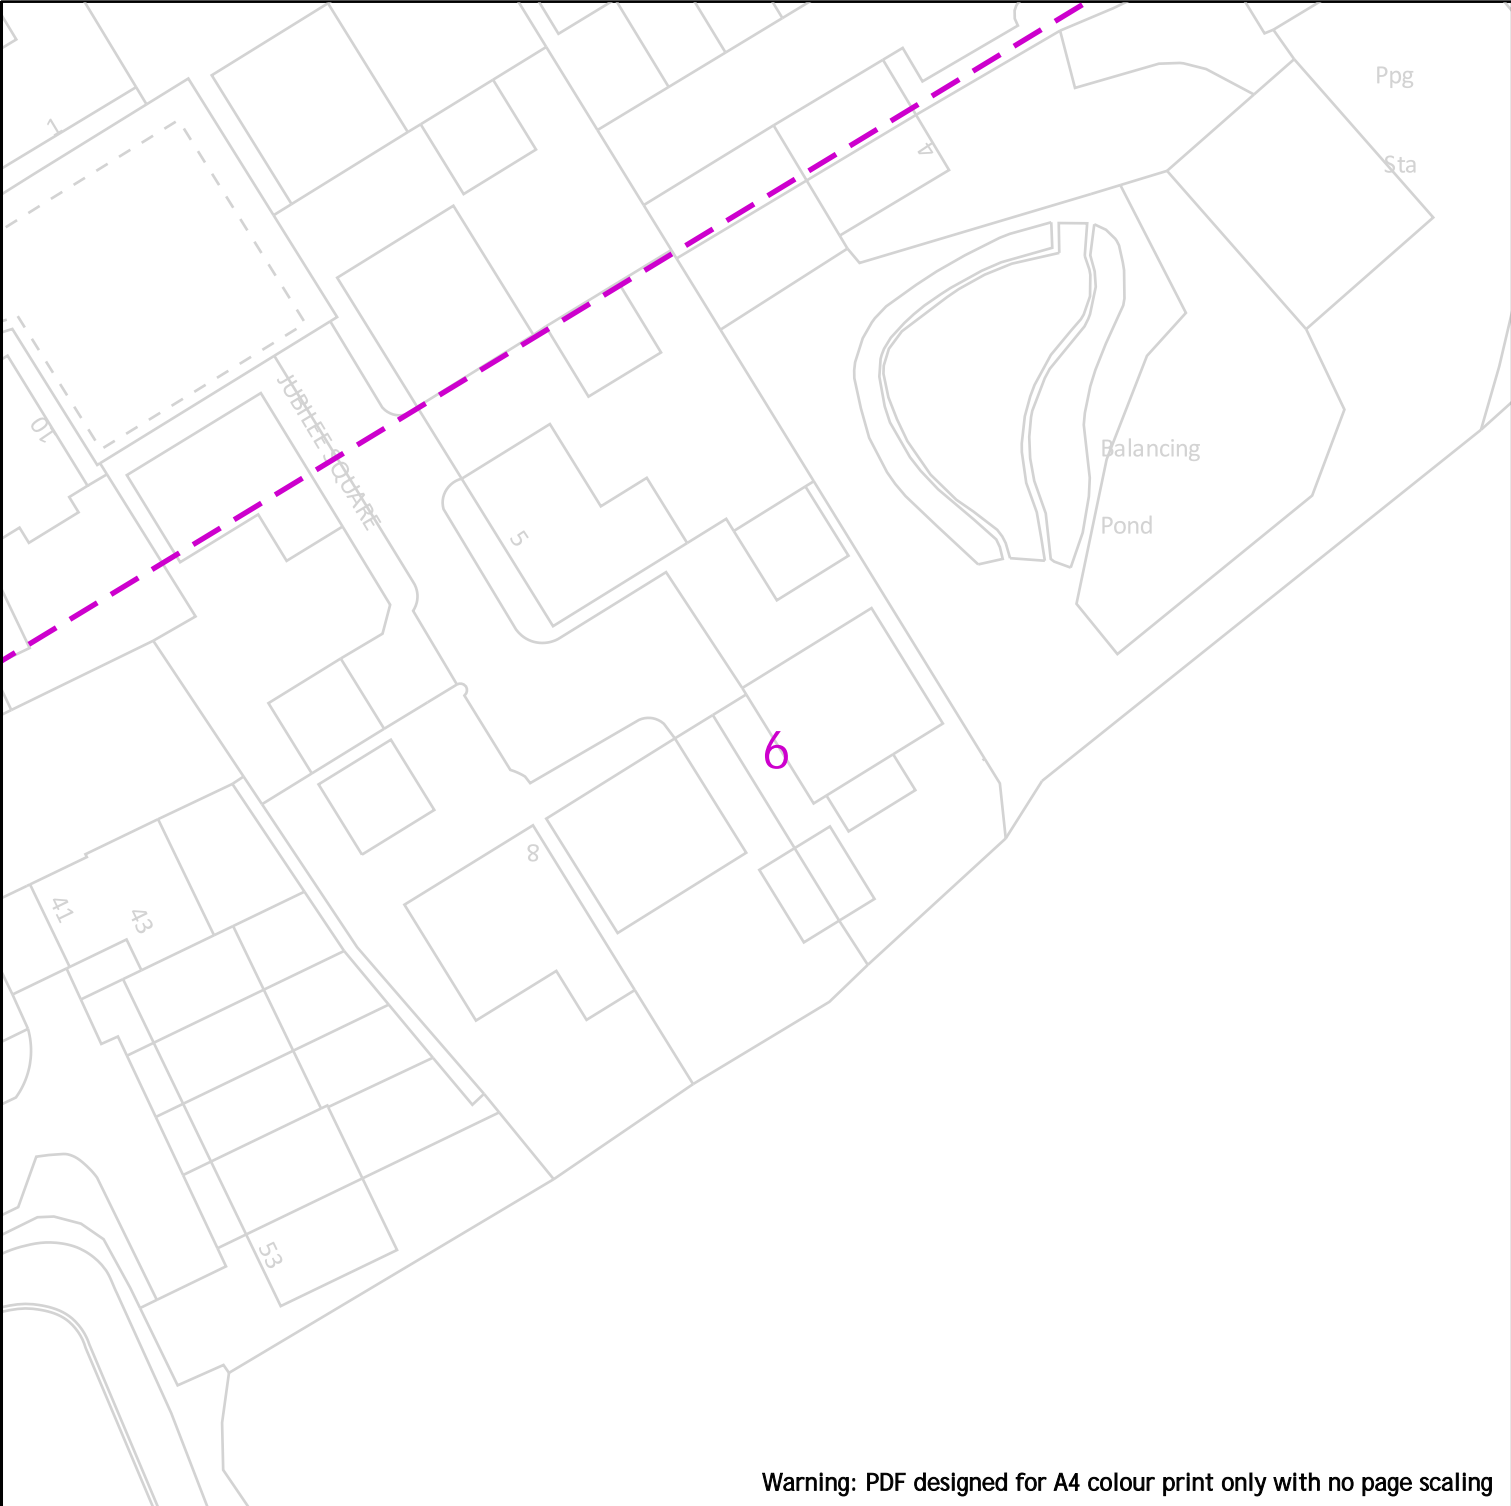 Ppg
1
4
Sta
JUBILEE SQUARE
10
Balancing
Pond
5
6
8
41
43
53
Warning: PDF designed for A4 colour print only with no page scaling